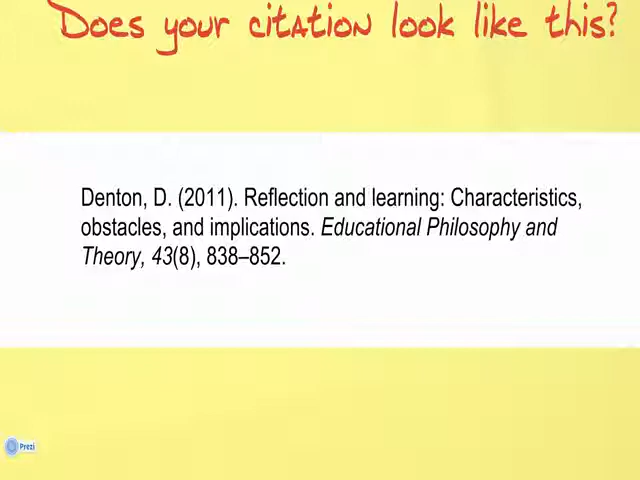 Does your citation look like this?
Denton, D. (2011). Reflection and learning: Characteristics,
obstacles, and implications. Educational Philosophy and
Theory, 43(8), 838–852.
Prezi